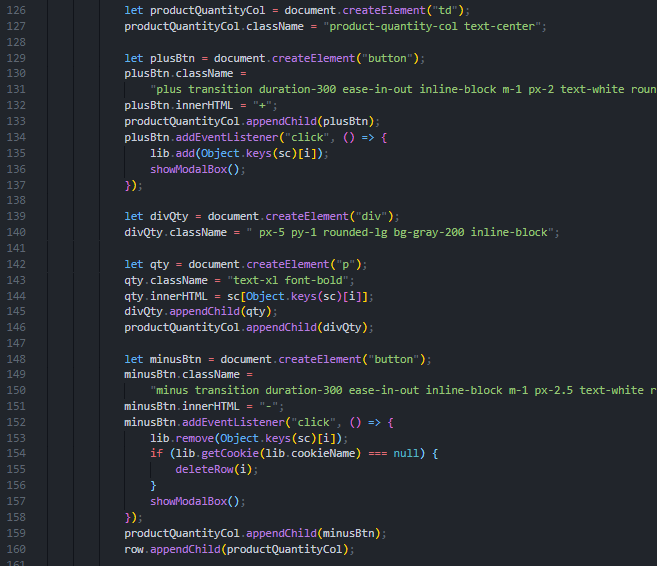 126 let productQuantityCol = document.createElement("td");
127 productQuantityCol.className = "product-quantity-col text-center";
128
129 let plusBtn = document.createElement("button");
130 plusBtn.className =
131 "plus transition duration-300 ease-in-out inline-block m-1 px-2 text-white roun
132 plusBtn.innerHTML = "+";
133 productQuantityCol.appendChild(plusBtn);
134 plusBtn.addEventListener("click", () => {
135 lib.add(Object.keys(sc)[i]);
136 showModalBox();
137 });
138
139 let divQty = document.createElement("div");
140 divQty.className = " px-5 py-1 rounded-lg bg-gray-200 inline-block";
141
142 let qty = document.createElement("p");
143 qty.className = "text-xl font-bold";
144 qty.innerHTML = sc[Object.keys(sc)[i]];
145 divQty.appendChild(qty);
146 productQuantityCol.appendChild(divQty);
147
148 let minusBtn = document.createElement("button");
149 minusBtn.className =
150 "minus transition duration-300 ease-in-out inline-block m-1 px-2.5 text-white r
151 minusBtn.innerHTML = "-";
152 minusBtn.addEventListener("click", () => {
153 lib.remove(Object.keys(sc)[i]);
154 if (lib.getCookie(lib.cookieName) === null) {
155 deleteRow(i);
156 }
157 showModalBox();
158 });
159 productQuantityCol.appendChild(minusBtn);
160 row.appendChild(productQuantityCol);
161